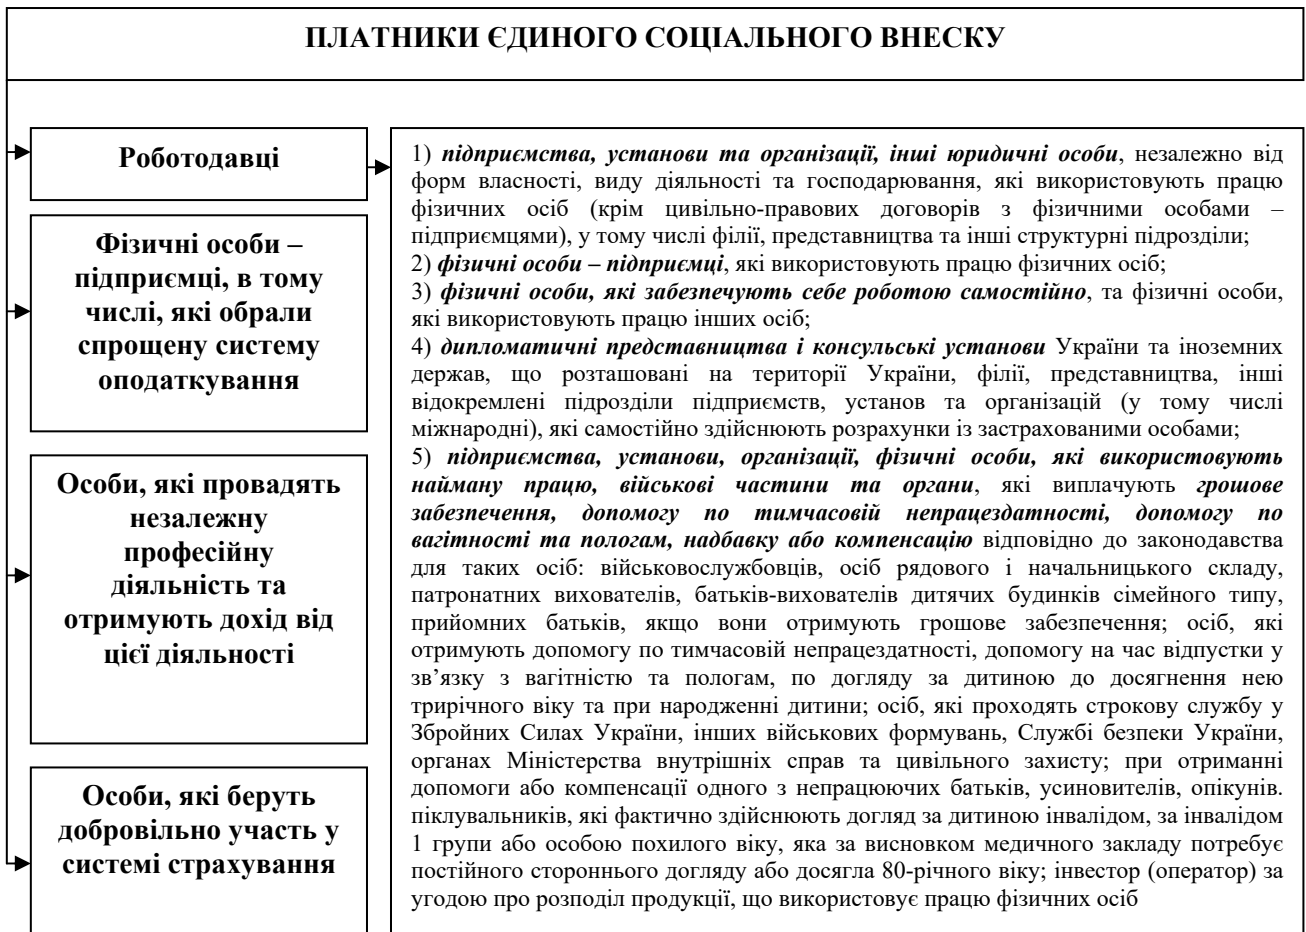 ПЛАТНИКИ ЄДИНОГО СОЦІАЛЬНОГО ВНЕСКУ
Роботодавці
Фізичні особи –
підприємці, в тому
числі, які обрали
спрощену систему
оподаткування
Особи, які провадять
незалежну
професійну
діяльність та
отримують дохід від
цієї діяльності
Особи, які беруть
добровільно участь у
системі страхування
1) підприємства, установи та організації, інші юридичні особи, незалежно від
форм власності, виду діяльності та господарювання, які використовують працю
фізичних осіб (крім цивільно-правових договорів з фізичними особами –
підприємцями), у тому числі філії, представництва та інші структурні підрозділи;
2) фізичні особи – підприємці, які використовують працю фізичних осіб;
3) фізичні особи, які забезпечують себе роботою самостійно, та фізичні особи,
які використовують працю інших осіб;
4) дипломатичні представництва і консульські установи України та іноземних
держав, що розташовані на території України, філії, представництва, інші
відокремлені підрозділи підприємств, установ та організацій (у тому числі
міжнародні), які самостійно здійснюють розрахунки із застрахованими особами;
5) підприємства, установи, організації, фізичні особи, які використовують
найману працю, військові частини та органи, які виплачують грошове
забезпечення, допомогу по тимчасовій непрацездатності, допомогу по
вагітності та пологам, надбавку або компенсацію відповідно до законодавства
для таких осіб: військовослужбовців, осіб рядового і начальницького складу,
патронатних вихователів, батьків-вихователів дитячих будинків сімейного типу,
прийомних батьків, якщо вони отримують грошове забезпечення; осіб, які
отримують допомогу по тимчасовій непрацездатності, допомогу на час відпустки у
зв’язку з вагітністю та пологам, по догляду за дитиною до досягнення нею
трирічного віку та при народженні дитини; осіб, які проходять строкову службу у
Збройних Силах України, інших військових формувань, Службі безпеки України,
органах Міністерства внутрішніх справ та цивільного захисту; при отриманні
допомоги або компенсації одного з непрацюючих батьків, усиновителів, опікунів.
піклувальників, які фактично здійснюють догляд за дитиною інвалідом, за інвалідом
1 групи або особою похилого віку, яка за висновком медичного закладу потребує
постійного стороннього догляду або досягла 80-річного віку; інвестор (оператор) за
угодою про розподіл продукції, що використовує працю фізичних осіб